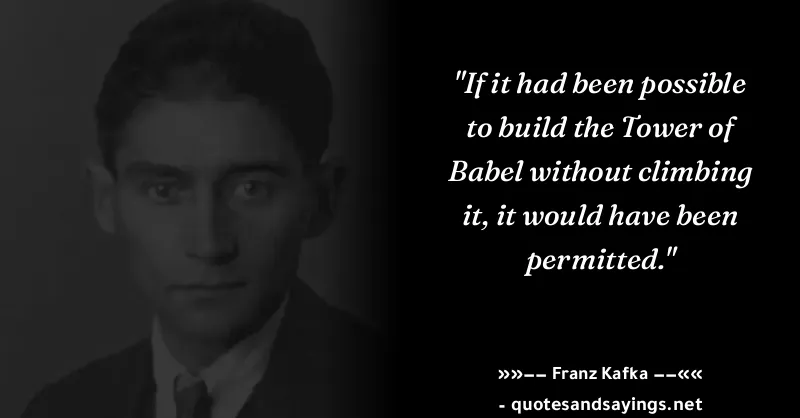 "If it had been possible
to build the Tower of
Babel without climbing
it, it would have been
permitted."
»»−− Franz Kafka −−««
- quotesandsayings.net